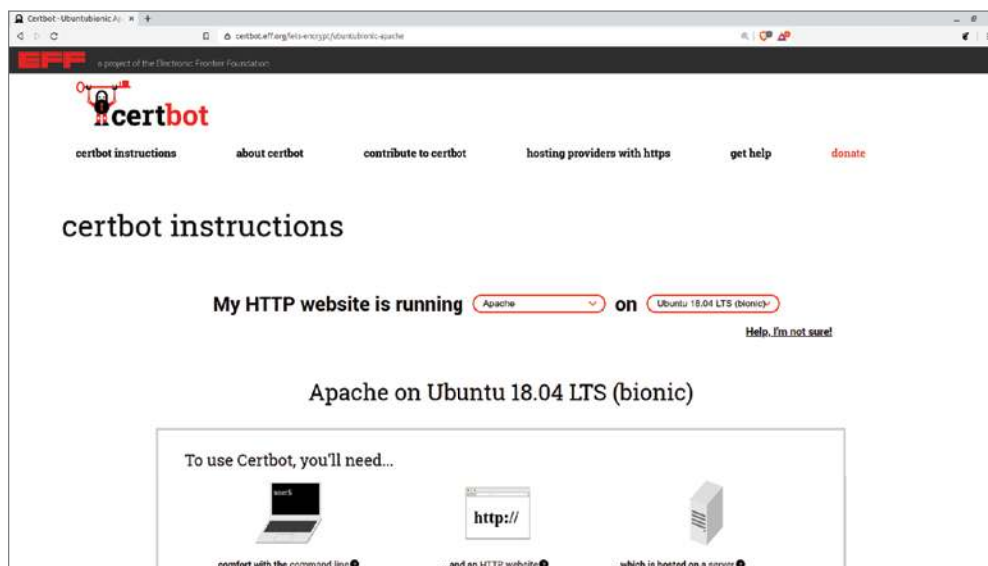 Certbot - Ubuntubionic Ap
certbot.eff.org/lets-encrypt/ubuntubionic-apache
EFF a project of the Electronic Frontier Foundation
certbot
certbot instructions about certbot contribute to certbot hosting providers with https get help donate
certbot instructions
My HTTP website is running Apache on Ubuntu 18.04 LTS (bionic)
Help, I'm not sure!
Apache on Ubuntu 18.04 LTS (bionic)
To use Certbot, you'll need...
user$
http://
comfort with the command line and an HTTP website which is hosted on a server